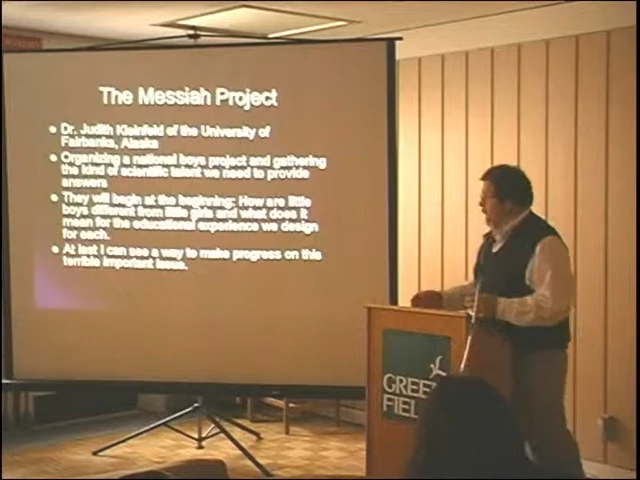 The Messiah Project
Dr. Judith Kleinfeld of the University of
Fairbanks, Alaska
Organizing a national boys project and gathering
the kind of scientific talent we need to provide
answers
They will begin at the beginning: How are little
boys different from little girls and what does it
mean for the educational experience we design
for each.
At last I can see a way to make progress on this
terrible important issue.
GREEN
FIEL